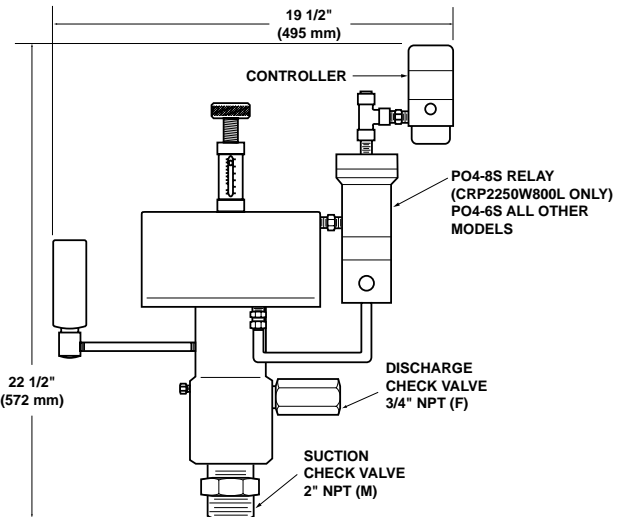 19 1/2"
(495 mm)
CONTROLLER
PO4-8S RELAY
(CRP2250W800L ONLY)
PO4-6S ALL OTHER
MODELS
22 1/2"
(572 mm)
DISCHARGE
CHECK VALVE
3/4" NPT (F)
SUCTION
CHECK VALVE
2" NPT (M)